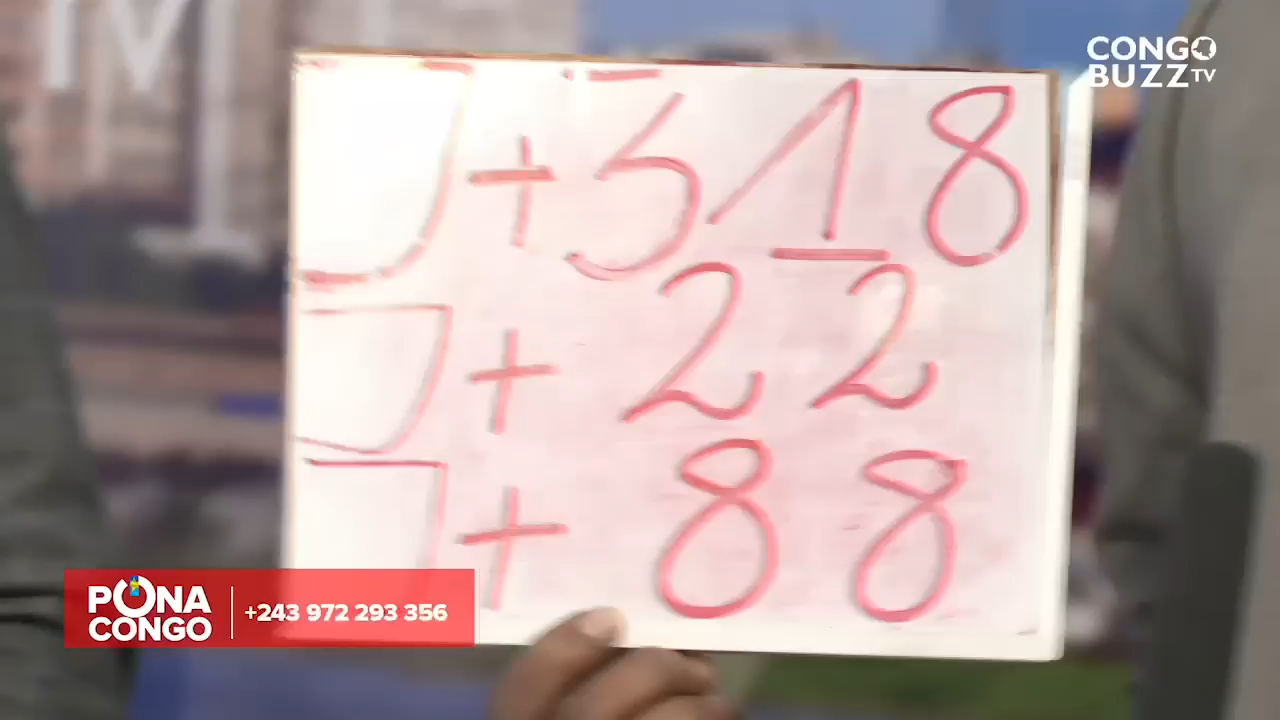 CONGO
BUZZ TV
+ 518
+ 22
+ 88
PONA
CONGO
+243 972 293 356